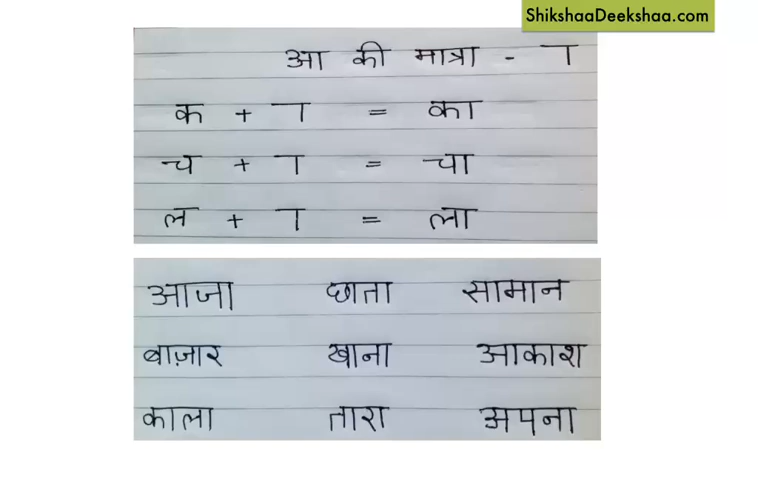 ShikshaaDeekshaa.com
आ की मात्रा - ा
क + ा = का
च + ा = चा
ल + ा = ला
आजा छाता सामान
बाज़ार खाना आकाश
काला तारा अपना